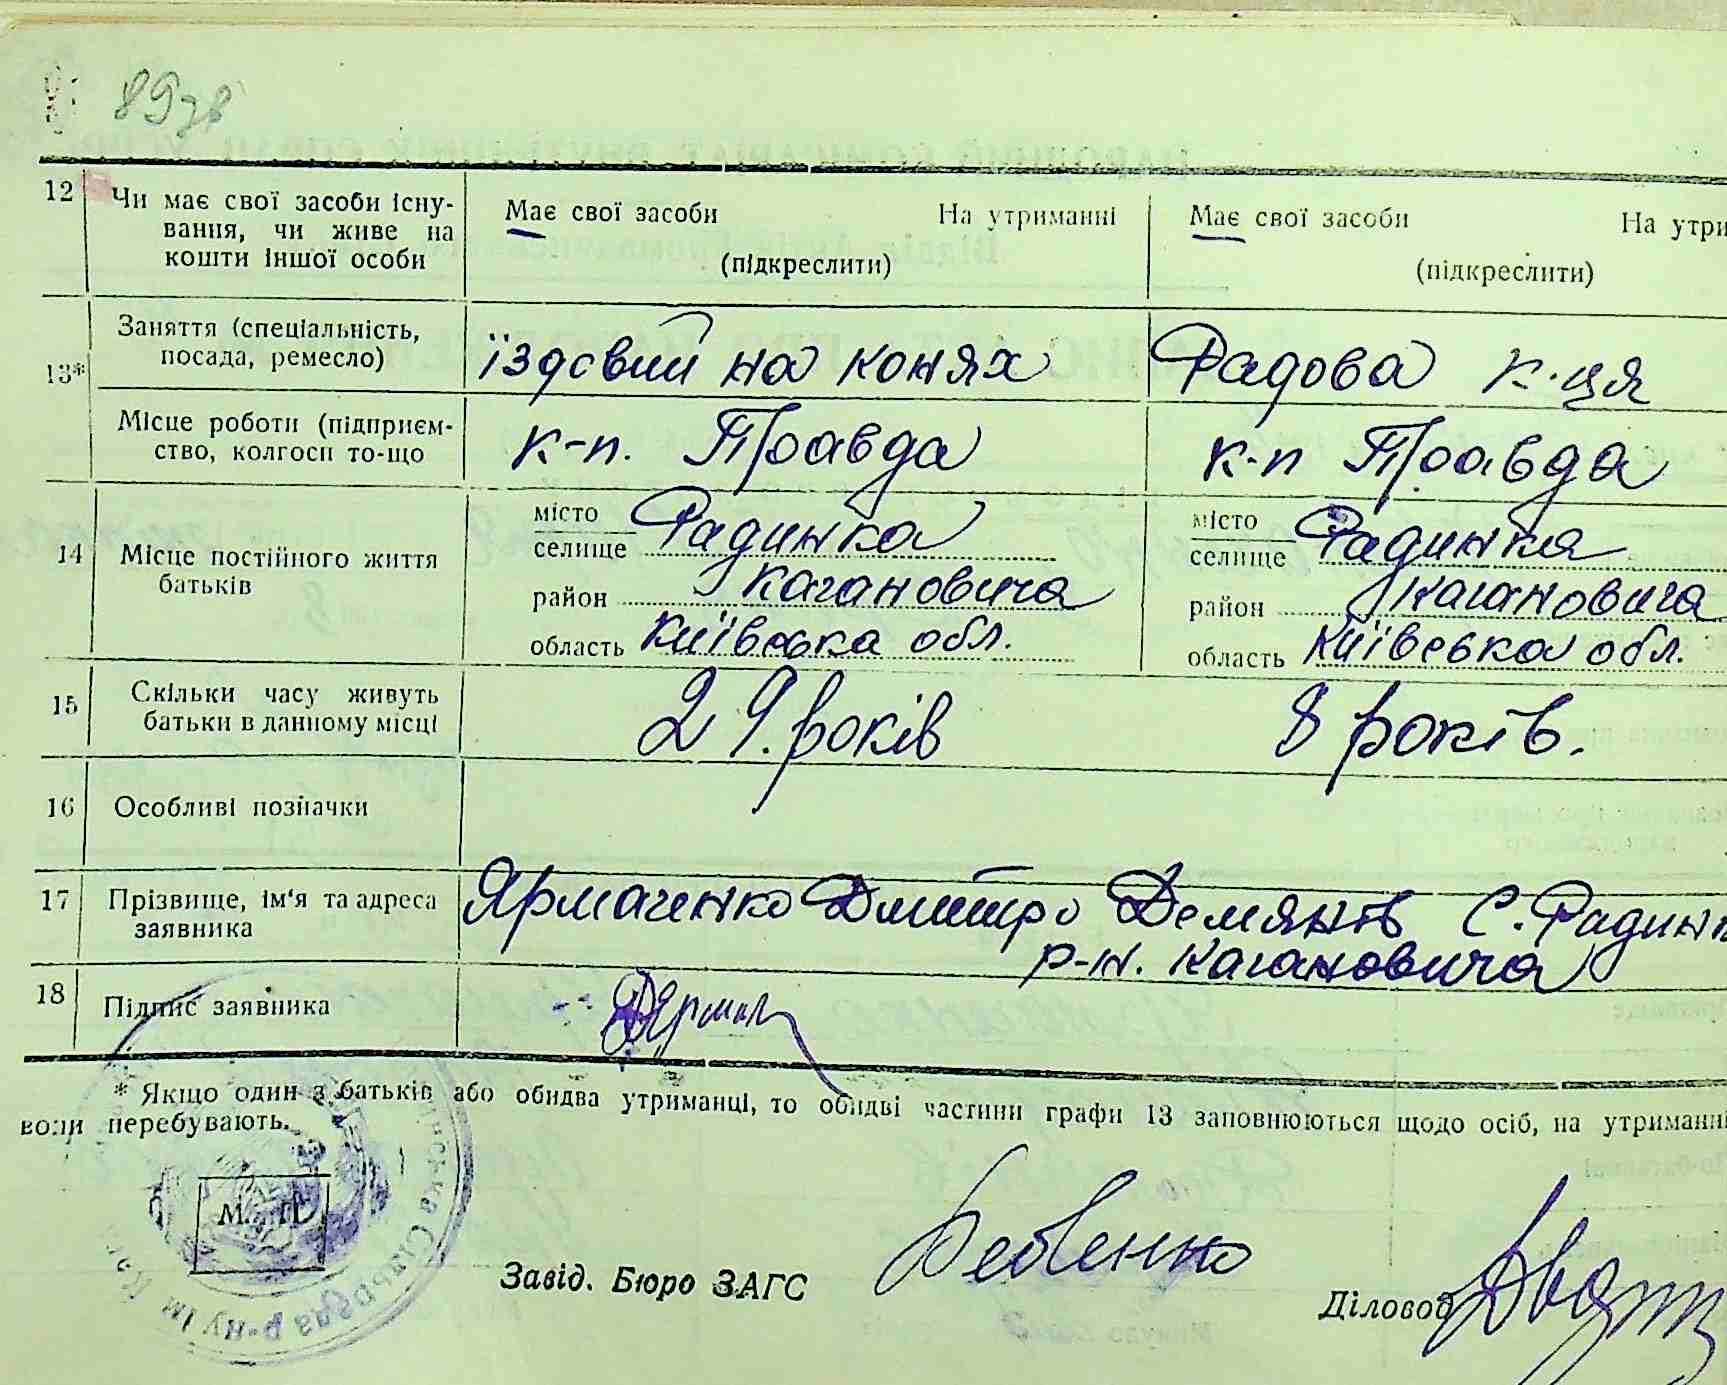 12 Чи має свої засоби існу-
вання, чи живе на
кошти іншої особи
Має свої засоби На утриманні
(підкреслити)
Має свої засоби На утри
(підкреслити)
13* Заняття (спеціальність,
посада, ремесло)
їздовий на конях
Радова к-ця
Місце роботи (підприєм-
ство, колгосп то-що
к-п. Правда
к-п Правда
14 Місце постійного життя
батьків
місто
селище Радинка
район Кагановича
область Київська обл.
місто
селище Радинка
район Кагановича
область Київська обл.
15 Скільки часу живуть
батьки в данному місці
29. років
8 років.
16 Особливі позначки
17 Прізвище, ім'я та адреса
заявника
Ярмаченко Дмитро Демянів С. Радинк
р-н. Кагановича
18 Підпис заявника
* Якщо один з батьків або обидва утриманці, то обидві частини графи 13 заповнюються щодо осіб, на утриманні
вони перебувають.
М. П.
Завід. Бюро ЗАГС
Діловод